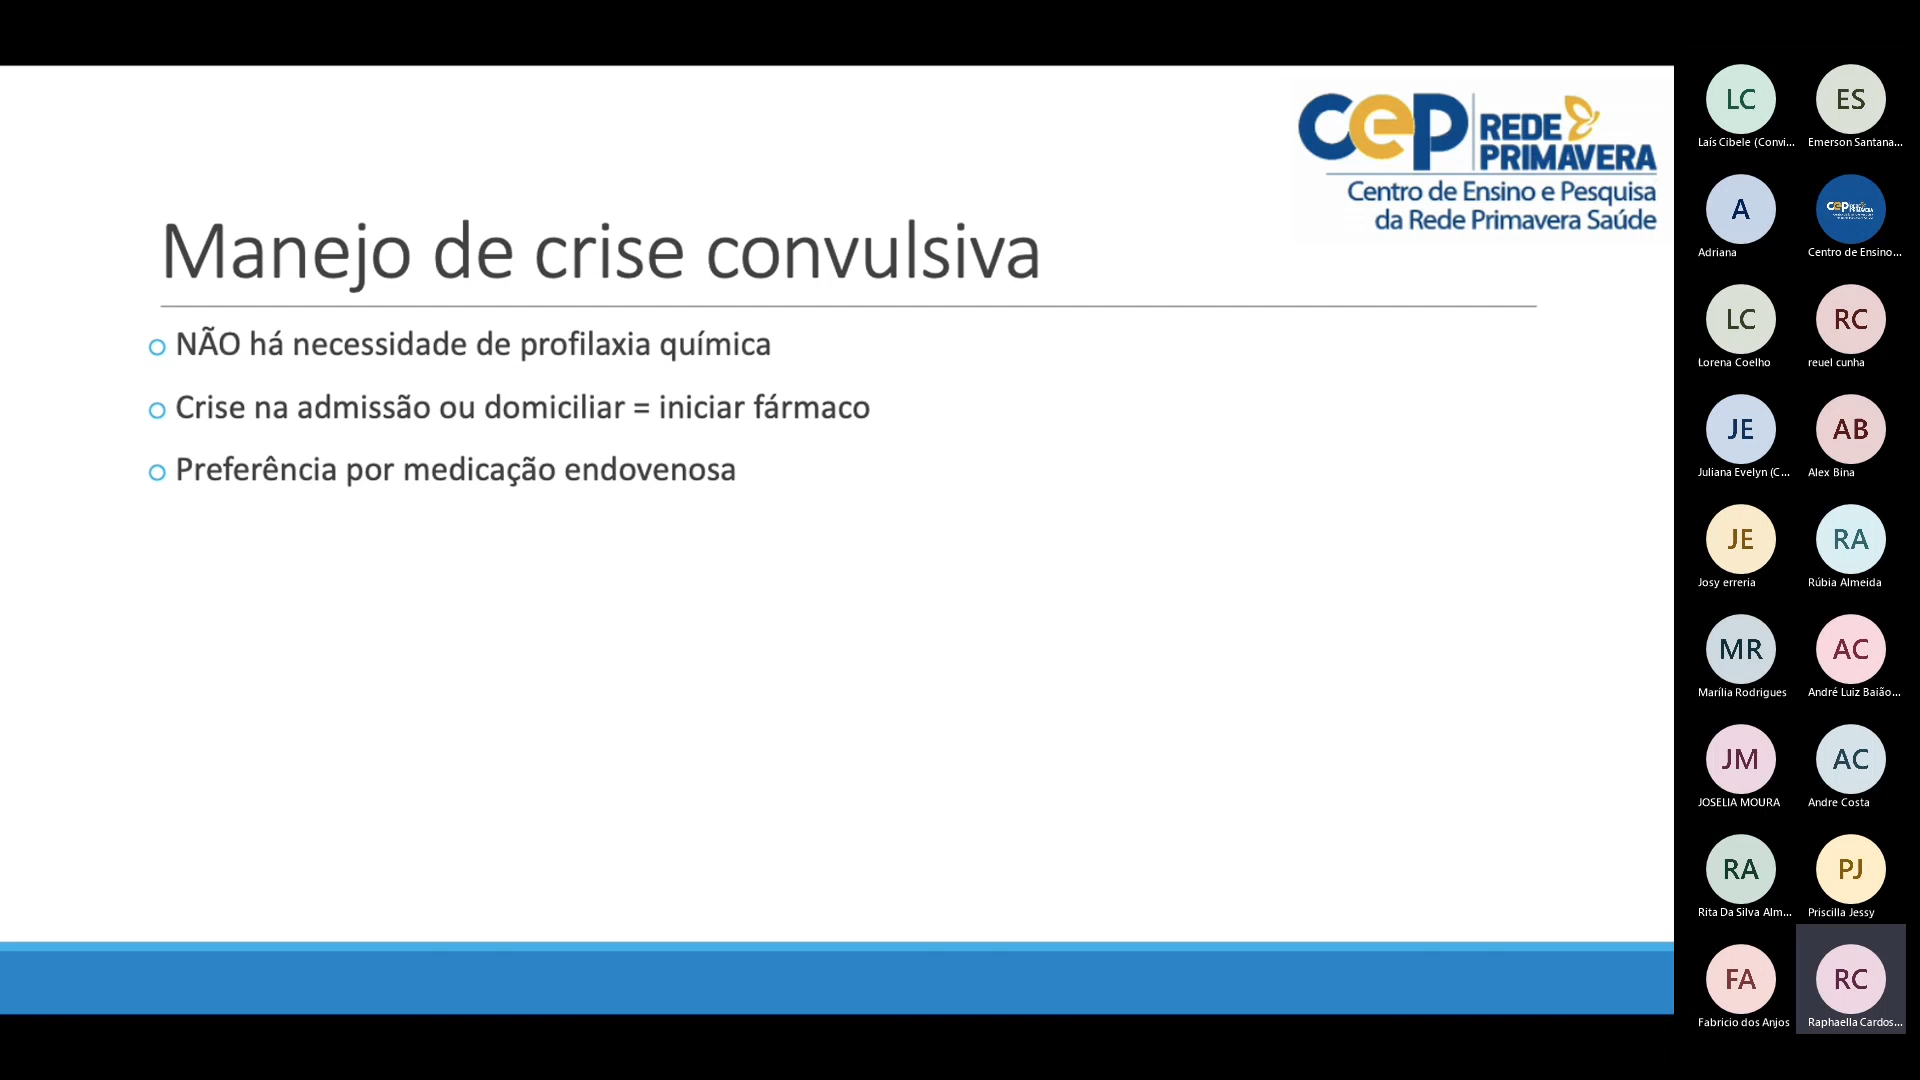 cep REDE
PRIMAVERA
Centro de Ensino e Pesquisa
da Rede Primavera Saúde
Manejo de crise convulsiva
NÃO há necessidade de profilaxia química
Crise na admissão ou domiciliar = iniciar fármaco
Preferência por medicação endovenosa
LC
Laís Cibele (Convi...
ES
Emerson Santana...
A
Adriana
Centro de Ensino...
LC
Lorena Coelho
RC
reuel cunha
JE
Juliana Evelyn (C...
AB
Alex Bina
JE
Josy erreria
RA
Rúbia Almeida
MR
Marília Rodrigues
AC
André Luiz Baião...
JM
JOSELIA MOURA
AC
Andre Costa
RA
Rita Da Silva Alm...
PJ
Priscilla Jessy
FA
Fabricio dos Anjos
RC
Raphaella Cardos...